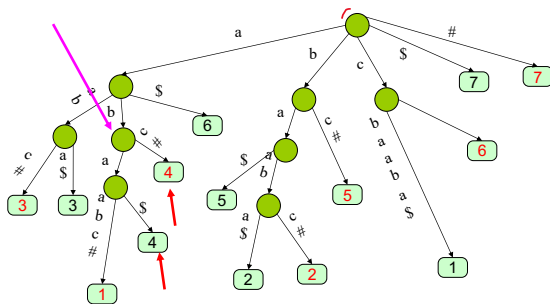 a #
b $
c
7 7
a b $
b
6
a c # b
c # a
a $ a a b
$ b 6
4
c # a $ a
a $
3 3 5 5
a b c # $ a $ c #
4
1
2 2
1